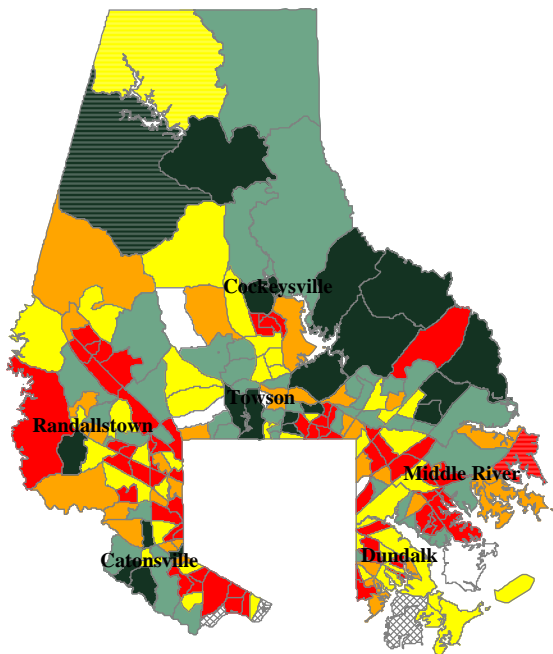 Cockeysville
Towson
Randallstown
Middle River
Catonsville
Dundalk